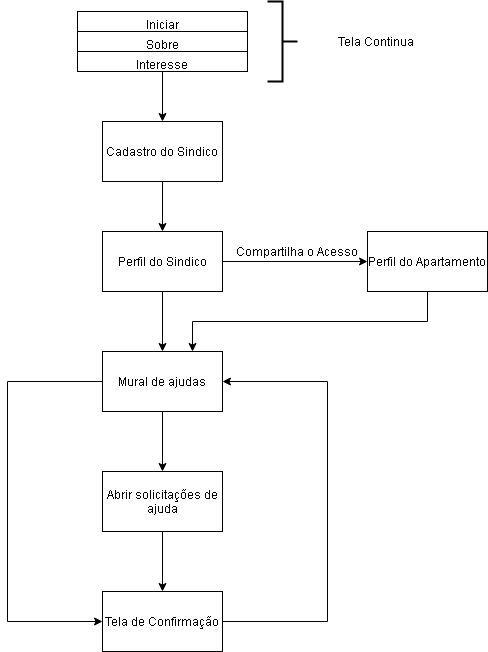 Iniciar
Sobre
Interesse
Tela Continua
Cadastro do Sindico
Perfil do Sindico
Compartilha o Acesso
Perfil do Apartamento
Mural de ajudas
Abrir solicitações de
ajuda
Tela de Confirmação